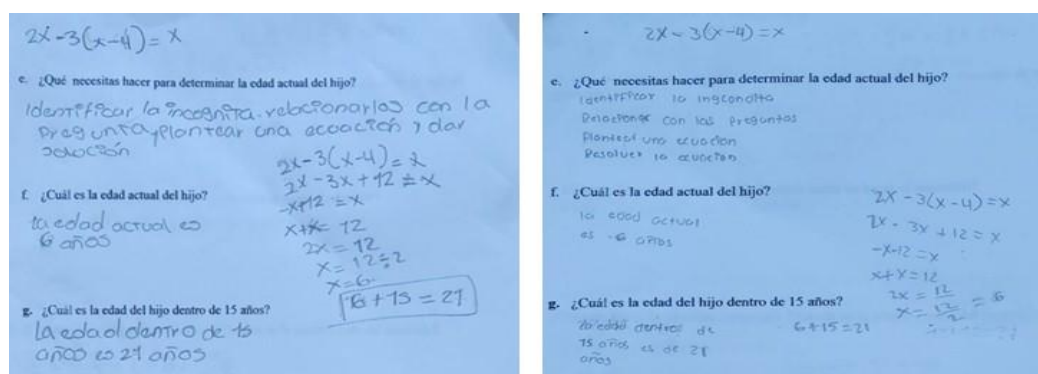 2x-3(x-4)= x
e. ¿Qué necesitas hacer para determinar la edad actual del hijo?
Identificar la incognita. relacionarlas con la
pregunta, plantear una acoación y dar
solución
2x-3(x-4)= x
2x-3x+12=x
-x+12=x
f. ¿Cuál es la edad actual del hijo?
la edad actual es
6 años
x+x= 12
2x=12
x=12÷2
x=6
6+15=21
g. ¿Cuál es la edad del hijo dentro de 15 años?
La edad dentro de 15
años es 21 años
2x-3(x-4)=x
e. ¿Qué necesitas hacer para determinar la edad actual del hijo?
identificar la ingcondita
Relacionar con las preguntas
Plantear una ecuacion
Resolver la ecuacion
f. ¿Cuál es la edad actual del hijo?
la edad actual
es 6 años
2x-3(x-4)=x
2x-3x+12=x
-x-12=x
x+x=12
2x=12
x=12/2=6
g. ¿Cuál es la edad del hijo dentro de 15 años?
la edad dentro de
15 años es de 21
años
6+15=21